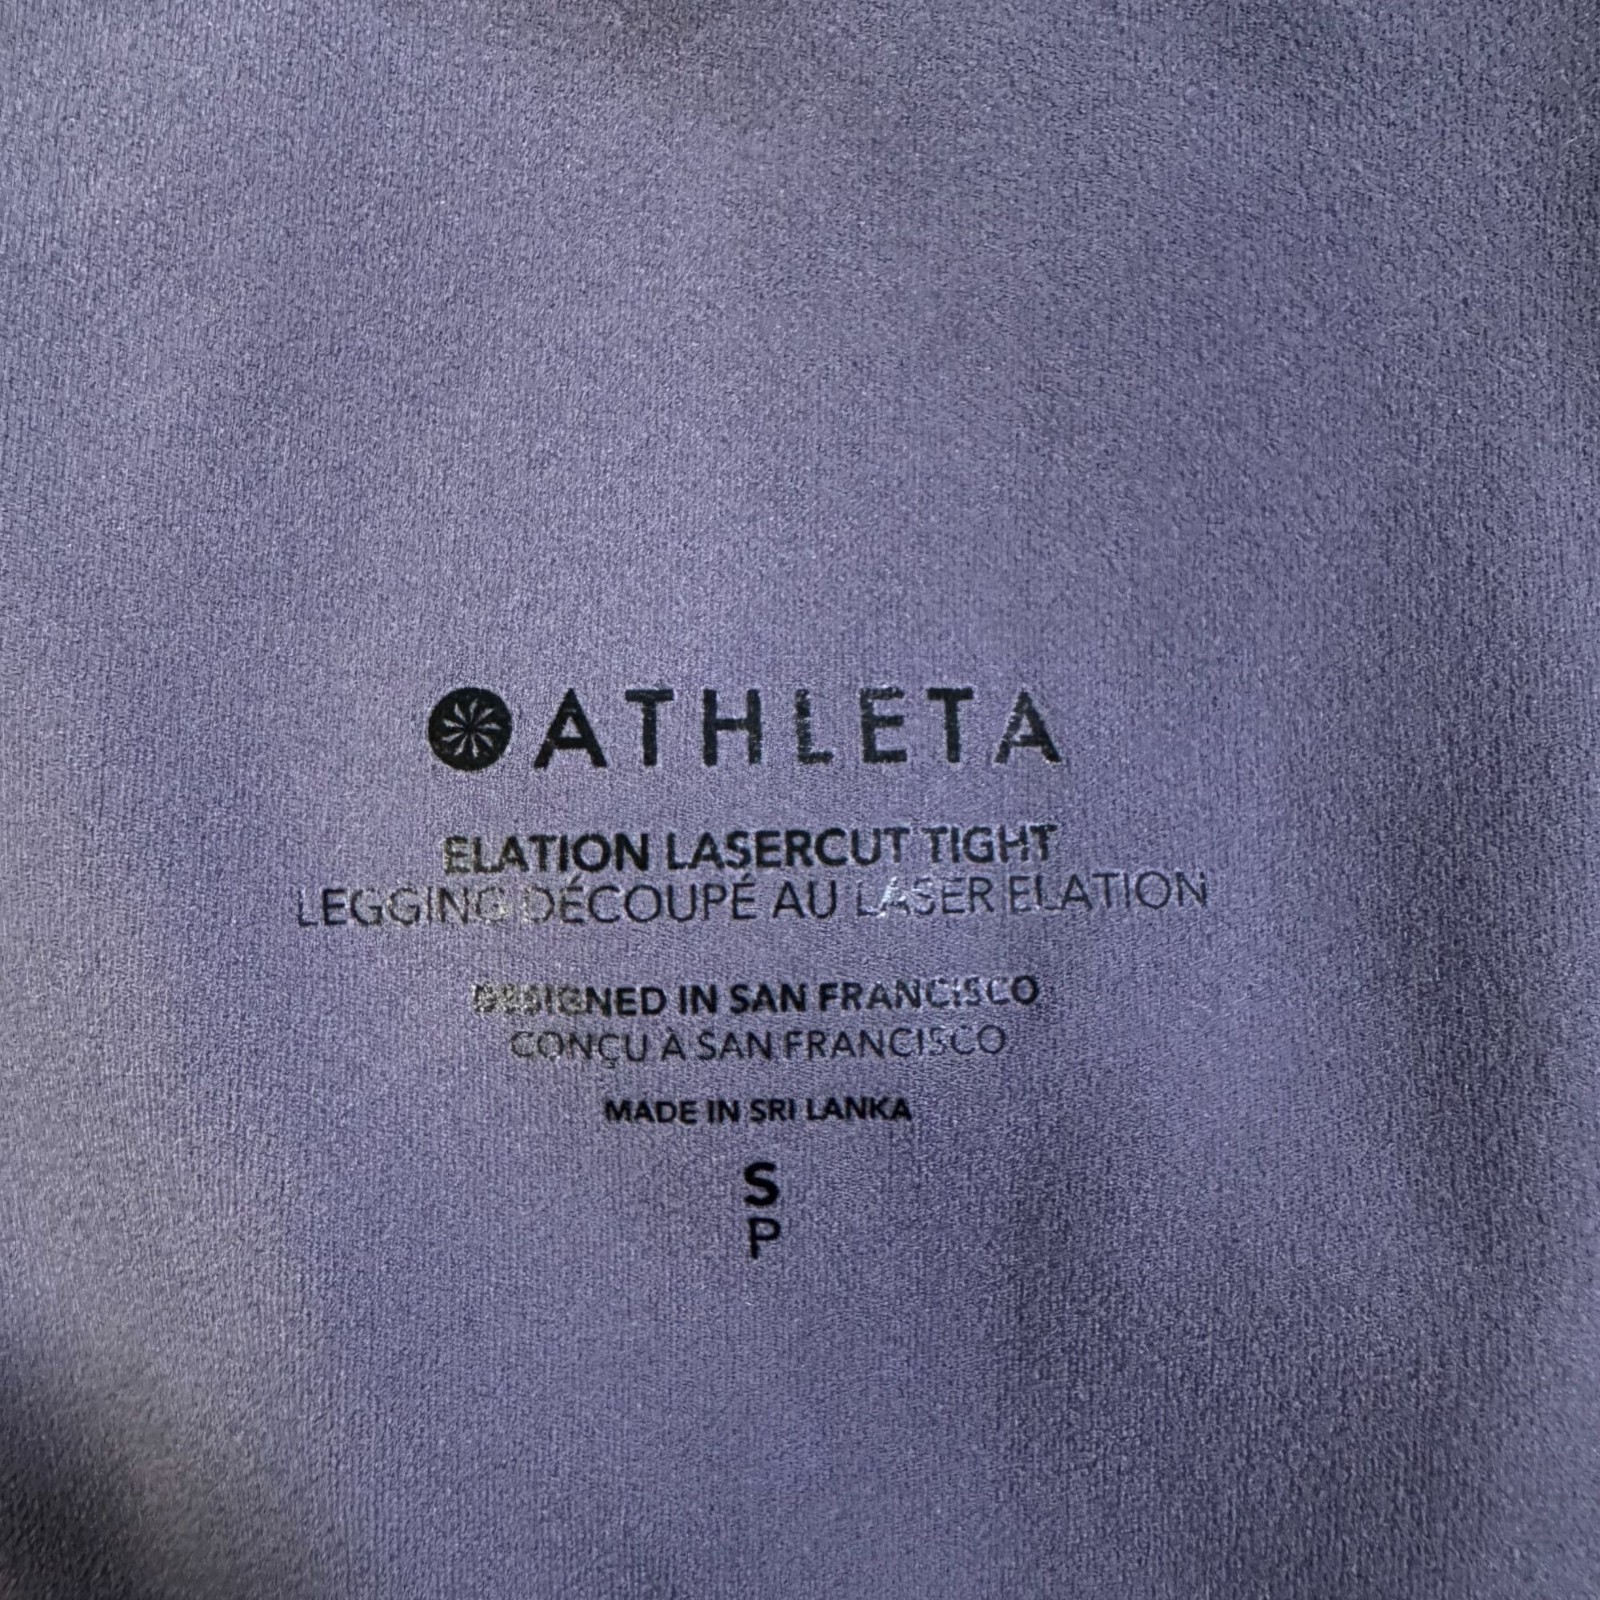 ATHLETA
ELATION LASERCUT TIGHT
LEGGING DÉCOUPÉ AU LASER ELATION
DESIGNED IN SAN FRANCISCO
CONÇU À SAN FRANCISCO
MADE IN SRI LANKA
S
P